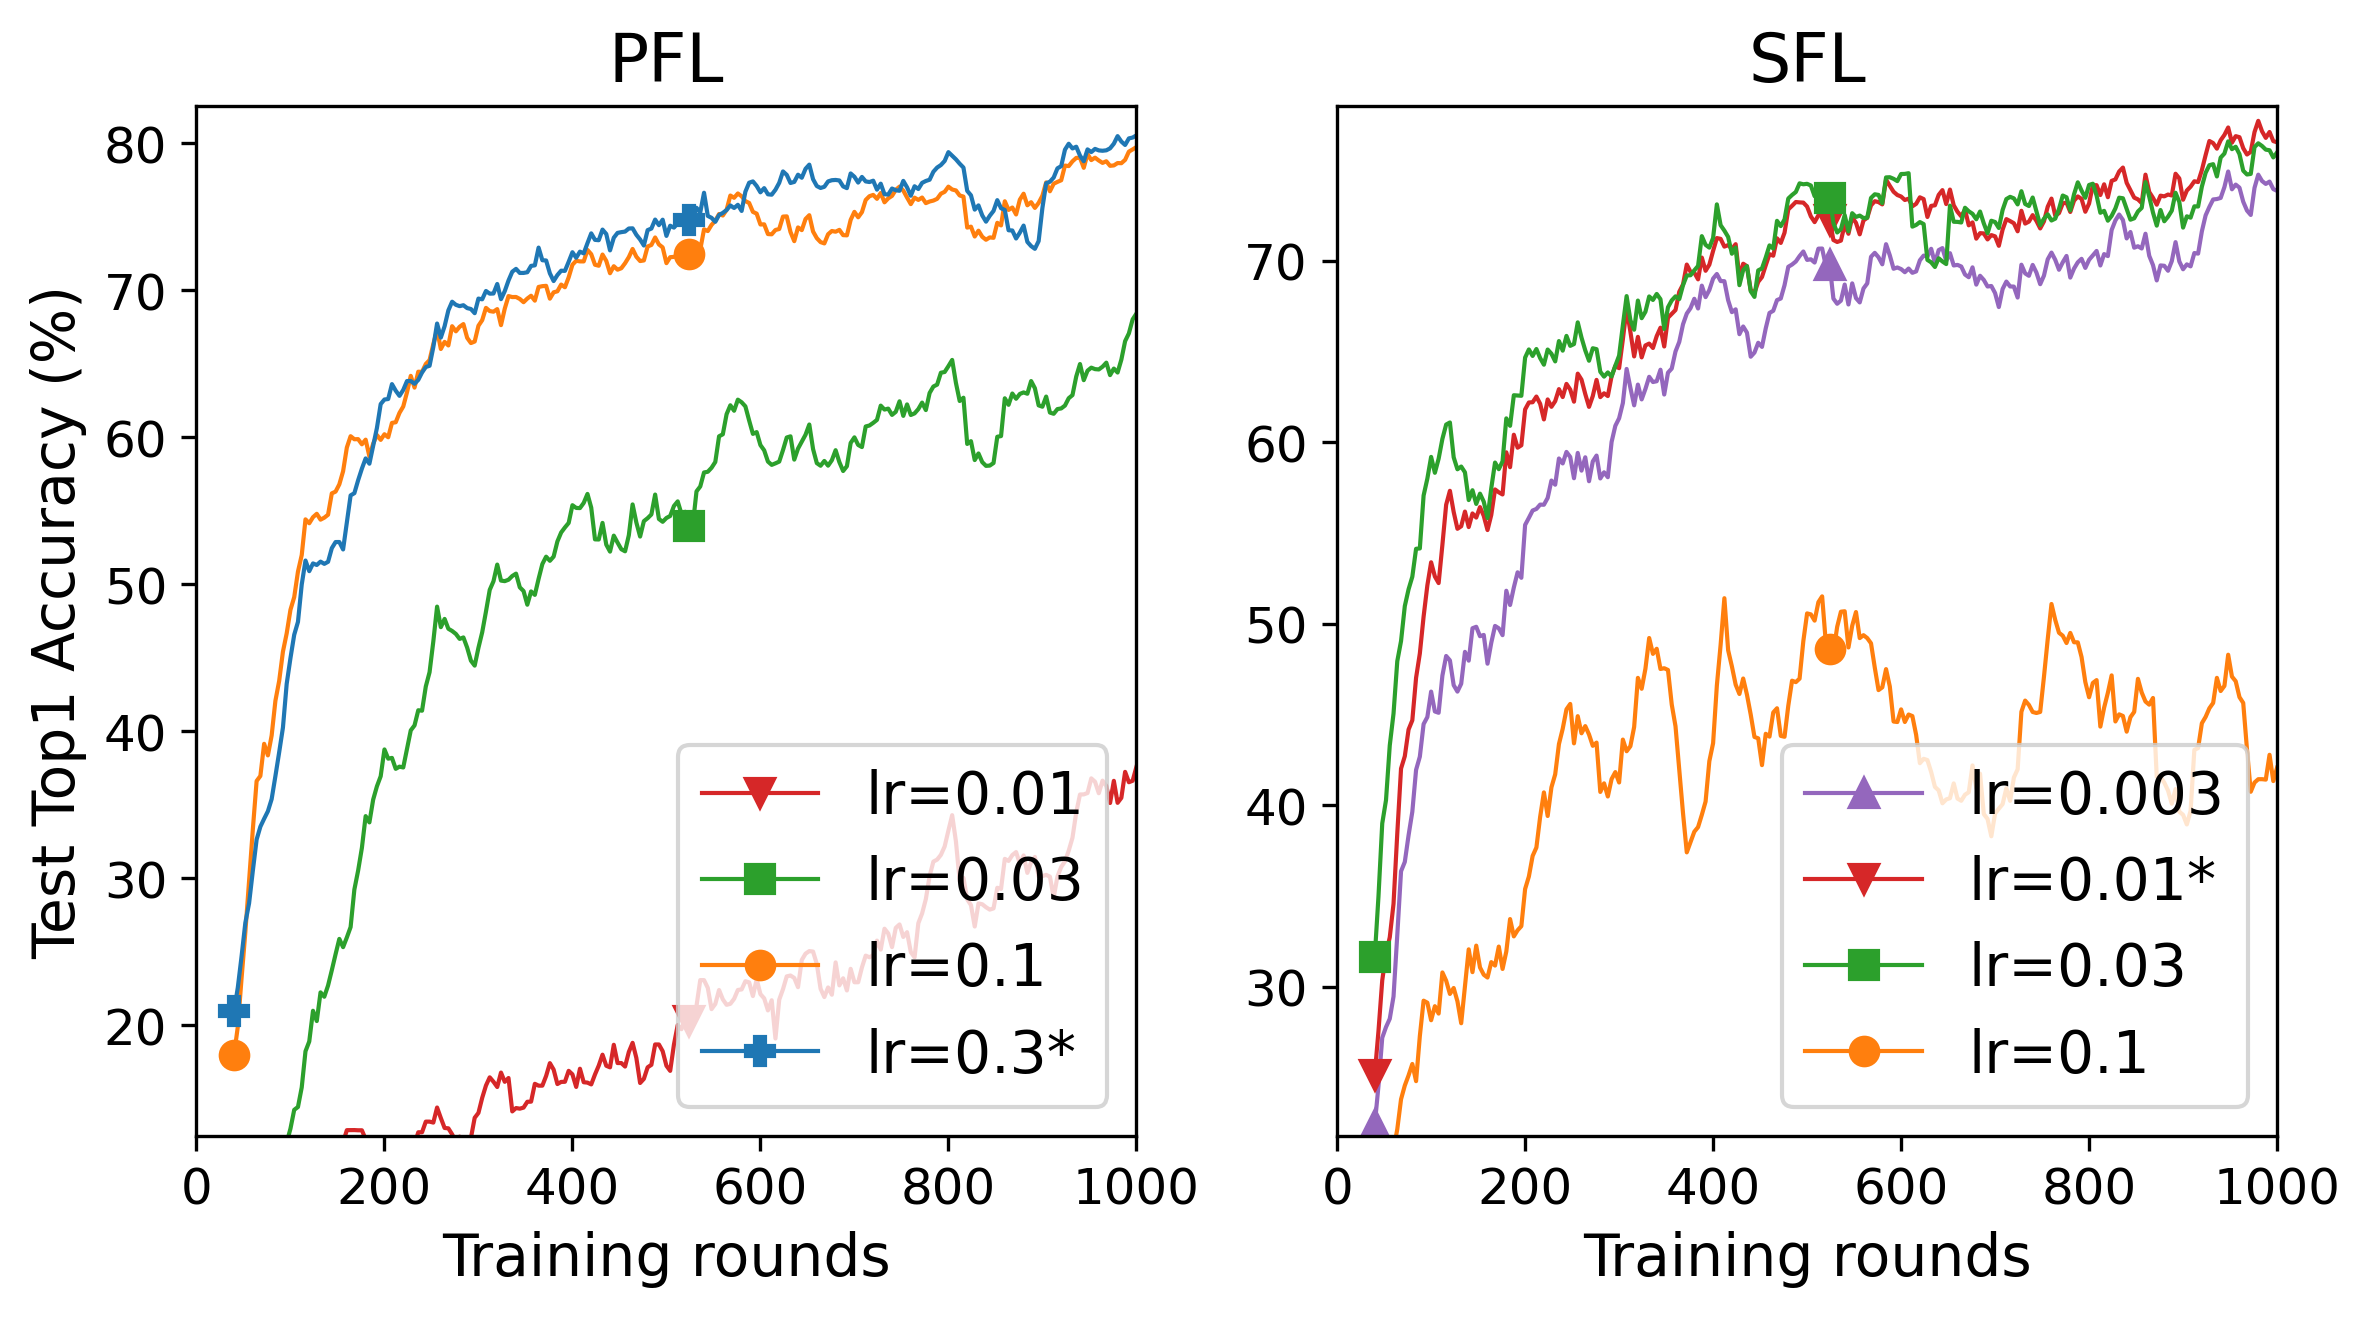 PFL
Test Top1 Accuracy (%)
80
70
60
50
40
30
20
0 200 400 600 800 1000
Training rounds
lr=0.01
lr=0.03
lr=0.1
lr=0.3*
SFL
70
60
50
40
30
0 200 400 600 800 1000
Training rounds
lr=0.003
lr=0.01*
lr=0.03
lr=0.1